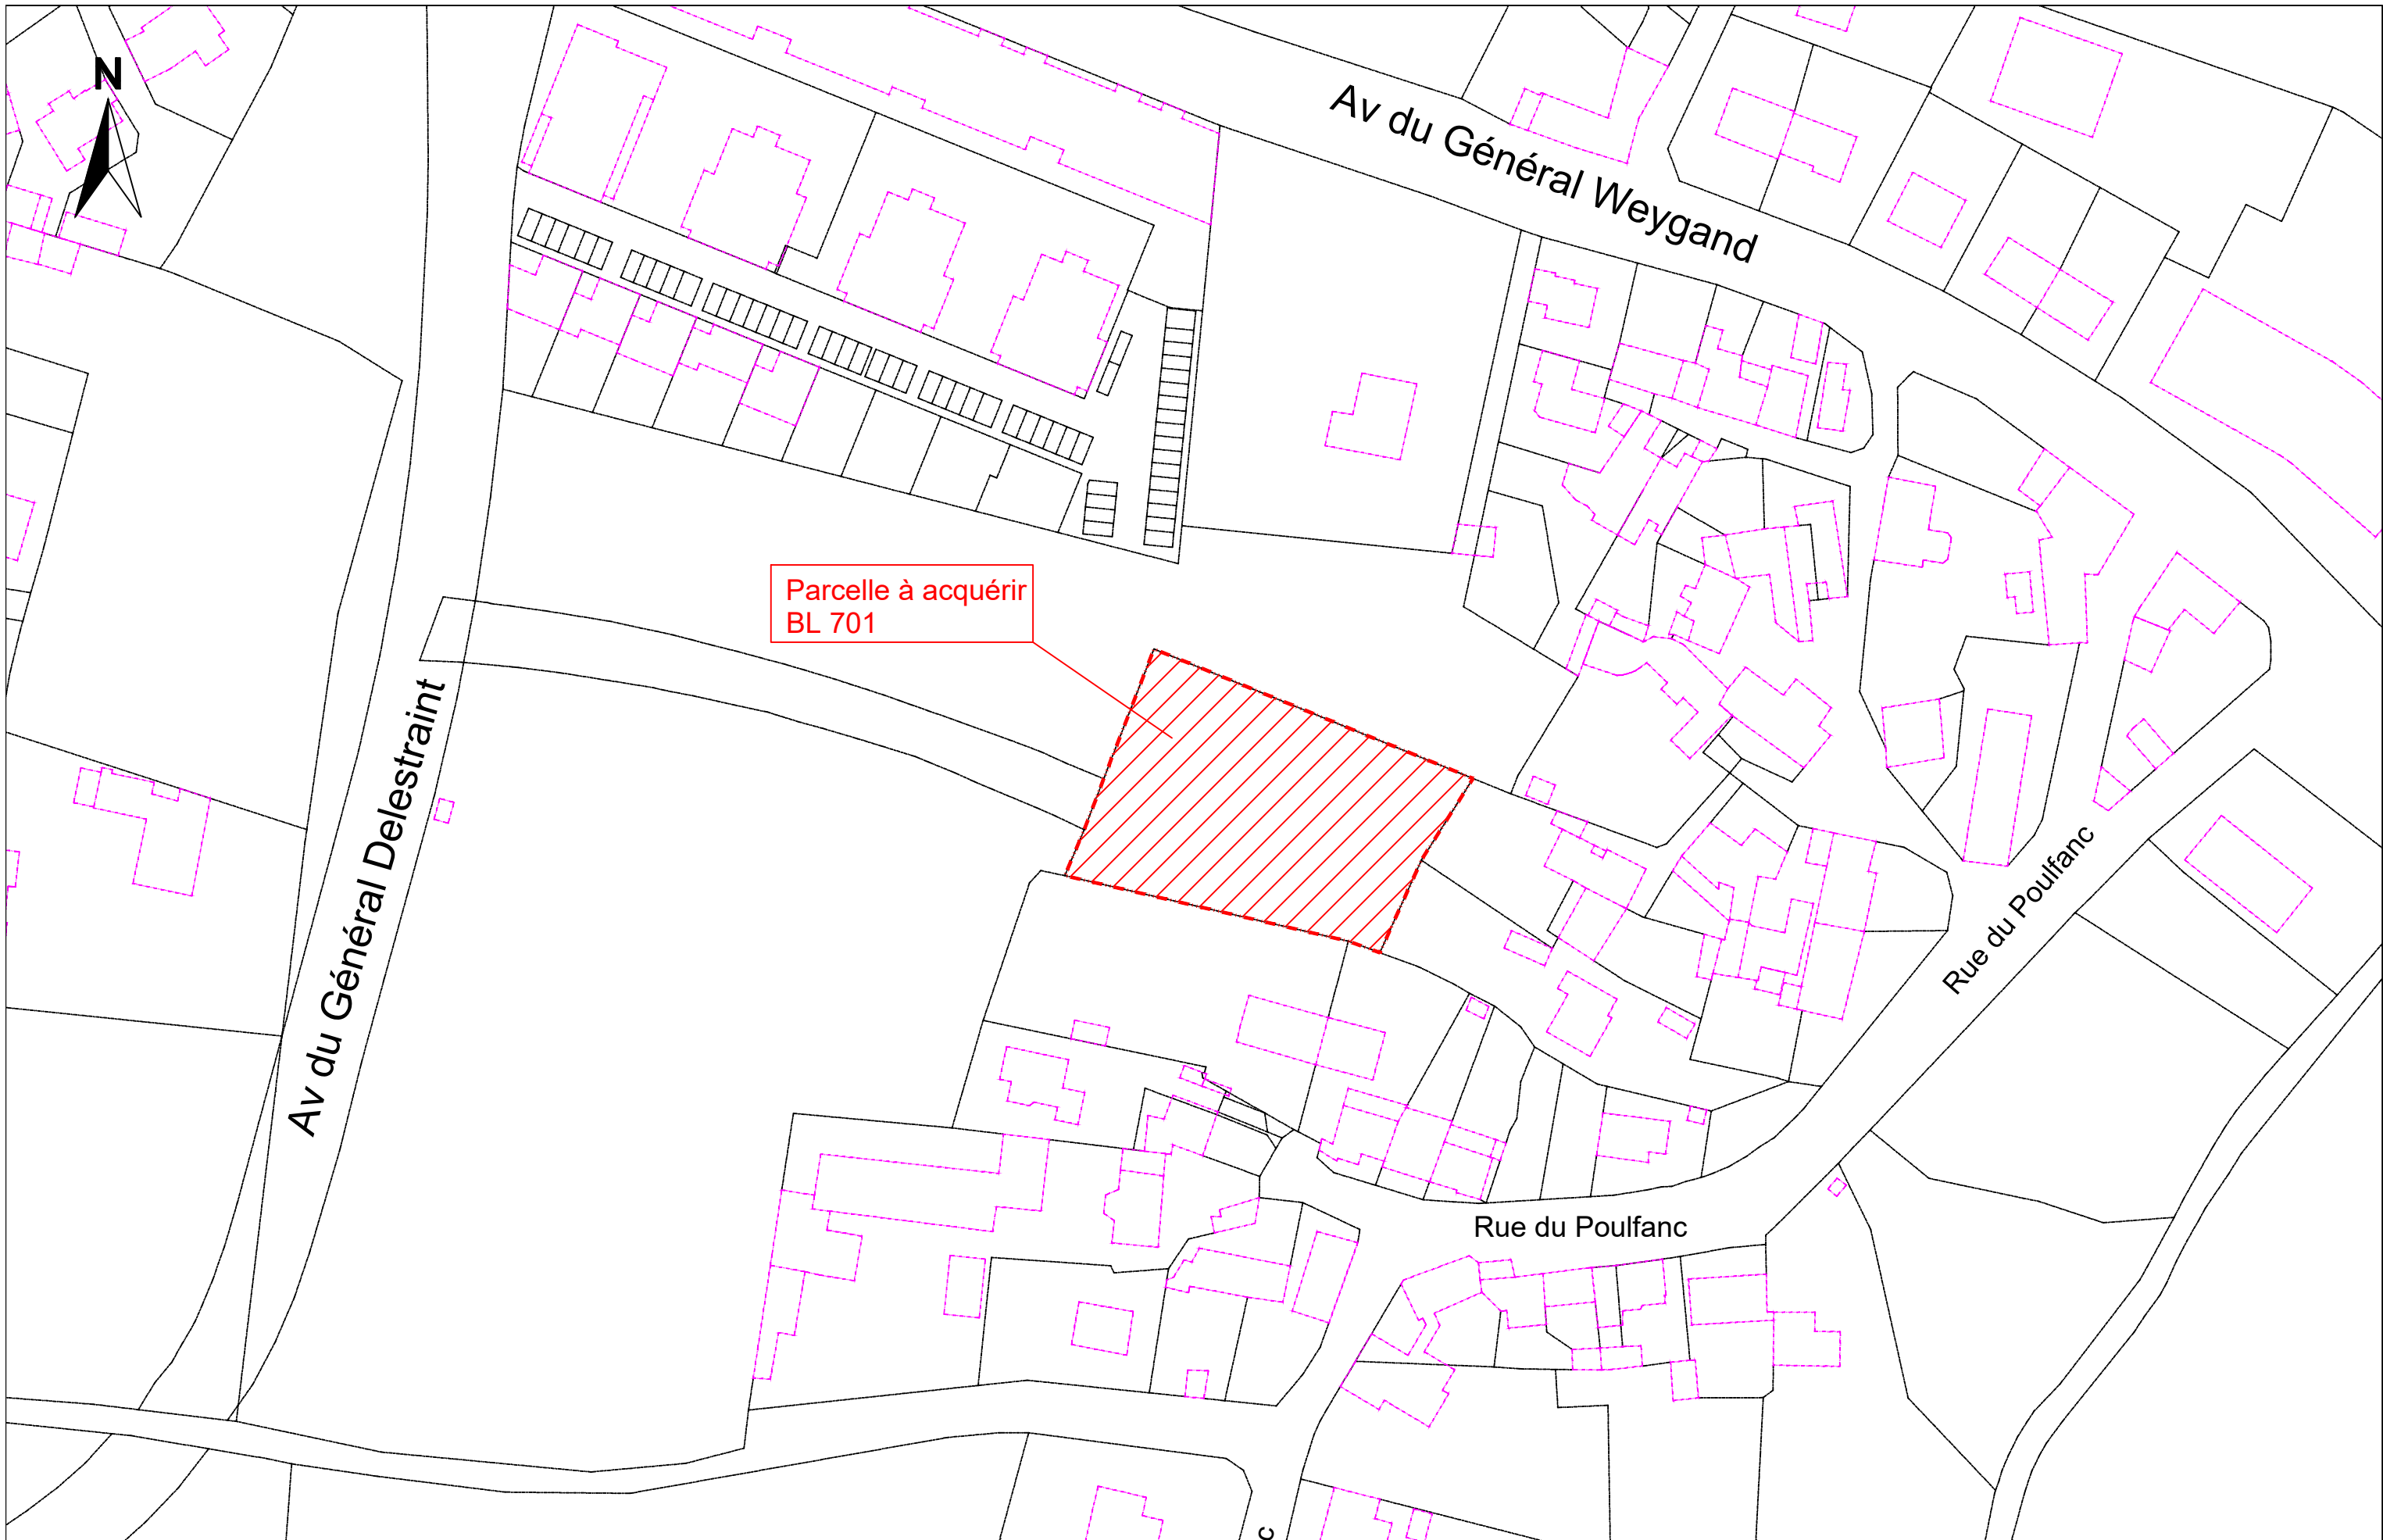 N
Av du Général Weygand
Parcelle à acquérir
BL 701
Av du Général Delestraint
Rue du Poulfanc
Rue du Poulfanc
c